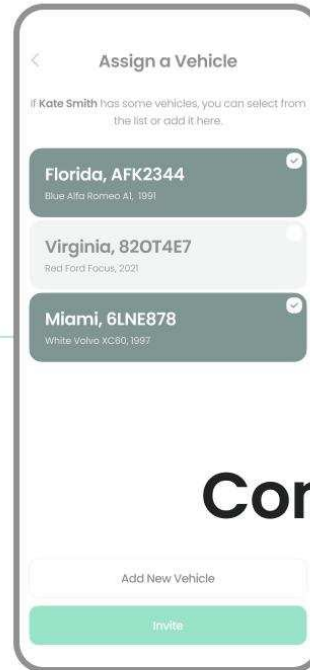 Assign a Vehicle
If Kate Smith has some vehicles, you can select from
the list or add it here.
Florida, AFK2344
Blue Alfa Romeo A1, 1991
Virginia, 82OT4E7
Red Ford Focus, 2021
Miami, 6LNE878
White Volvo XC60, 1997
Cor
Add New Vehicle
Invite